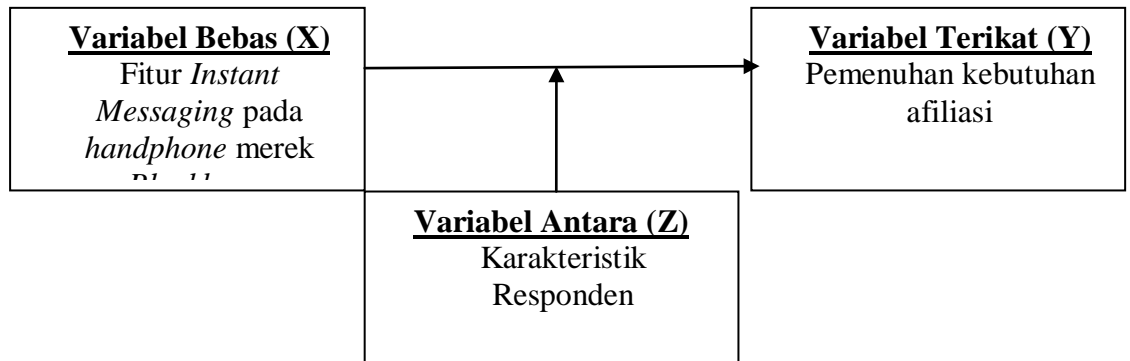 Variabel Bebas (X)
Fitur Instant
Messaging pada
handphone merek
Variabel Terikat (Y)
Pemenuhan kebutuhan
afiliasi
Variabel Antara (Z)
Karakteristik
Responden